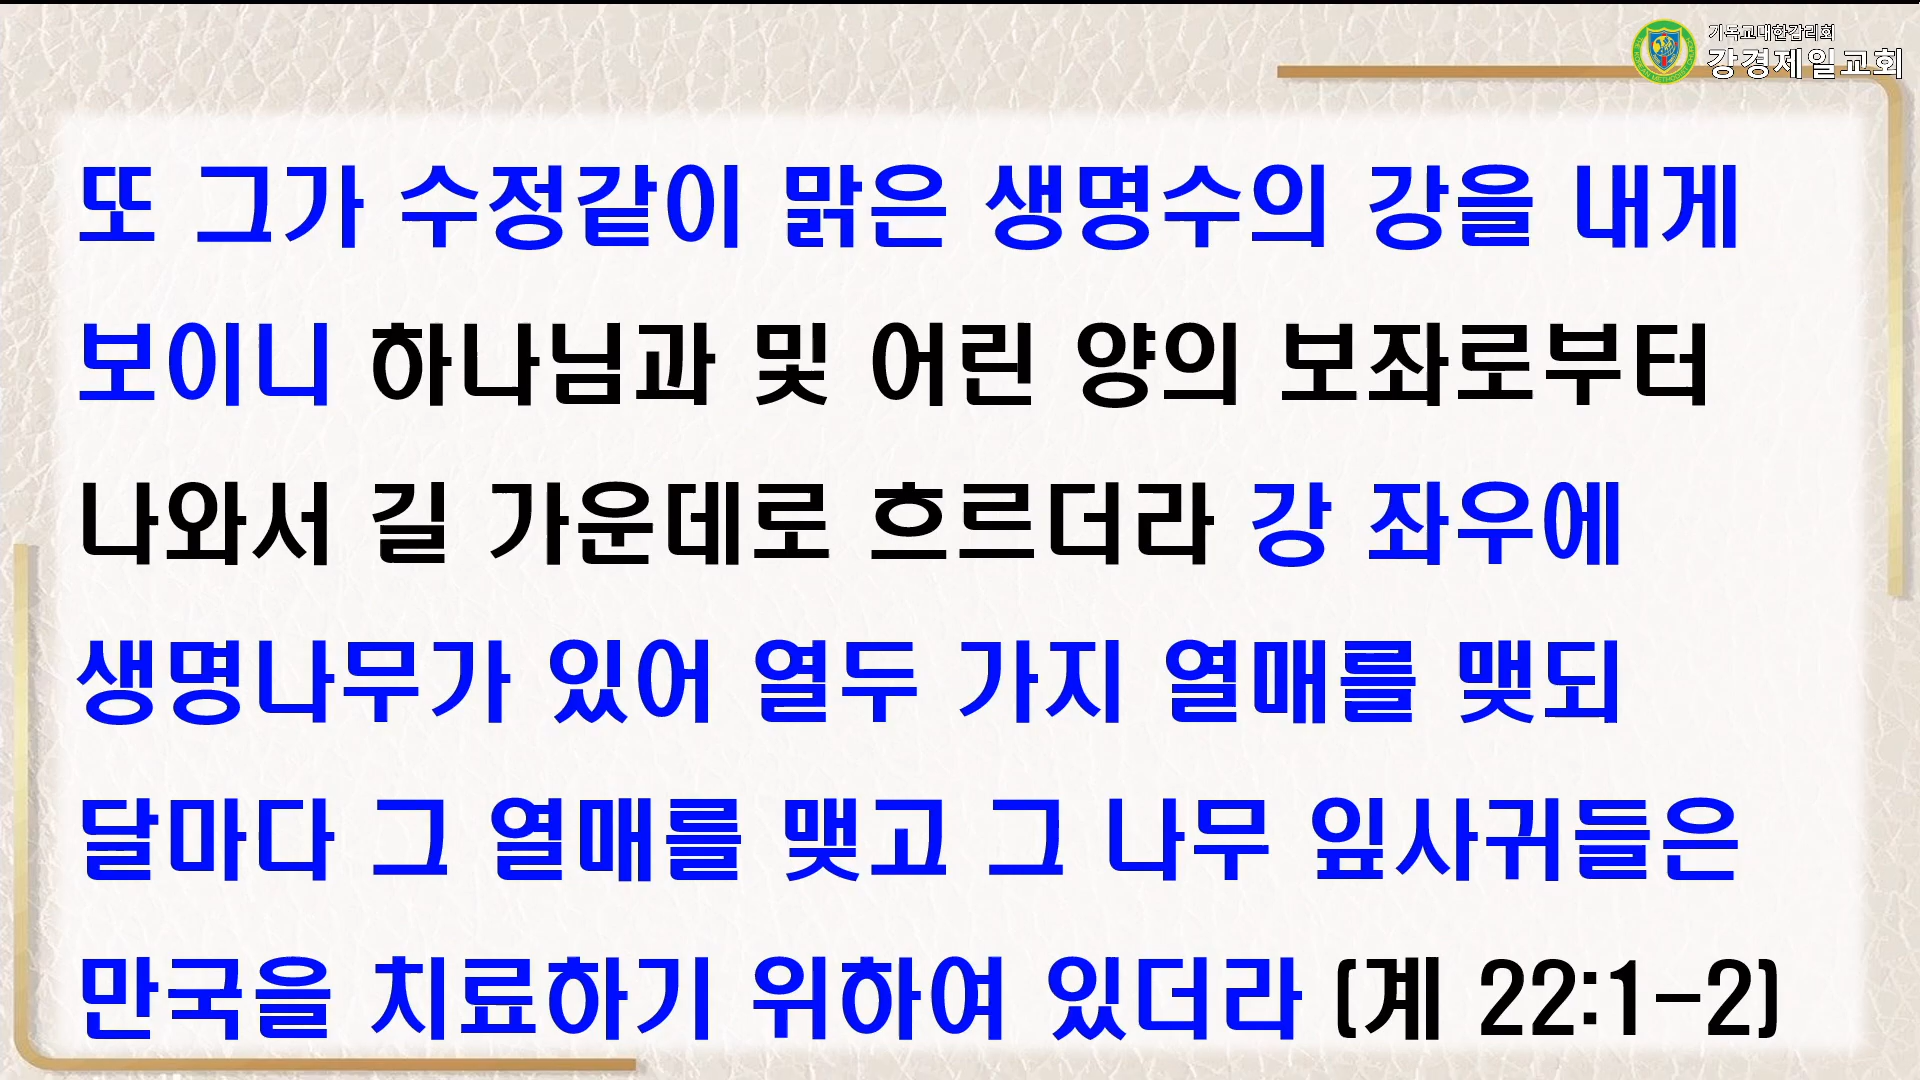 기독교대한감리회
강경제일교회
또 그가 수정같이 맑은 생명수의 강을 내게
보이니 하나님과 및 어린 양의 보좌로부터
나와서 길 가운데로 흐르더라 강 좌우에
생명나무가 있어 열두 가지 열매를 맺되
달마다 그 열매를 맺고 그 나무 잎사귀들은
만국을 치료하기 위하여 있더라 (계 22:1-2)